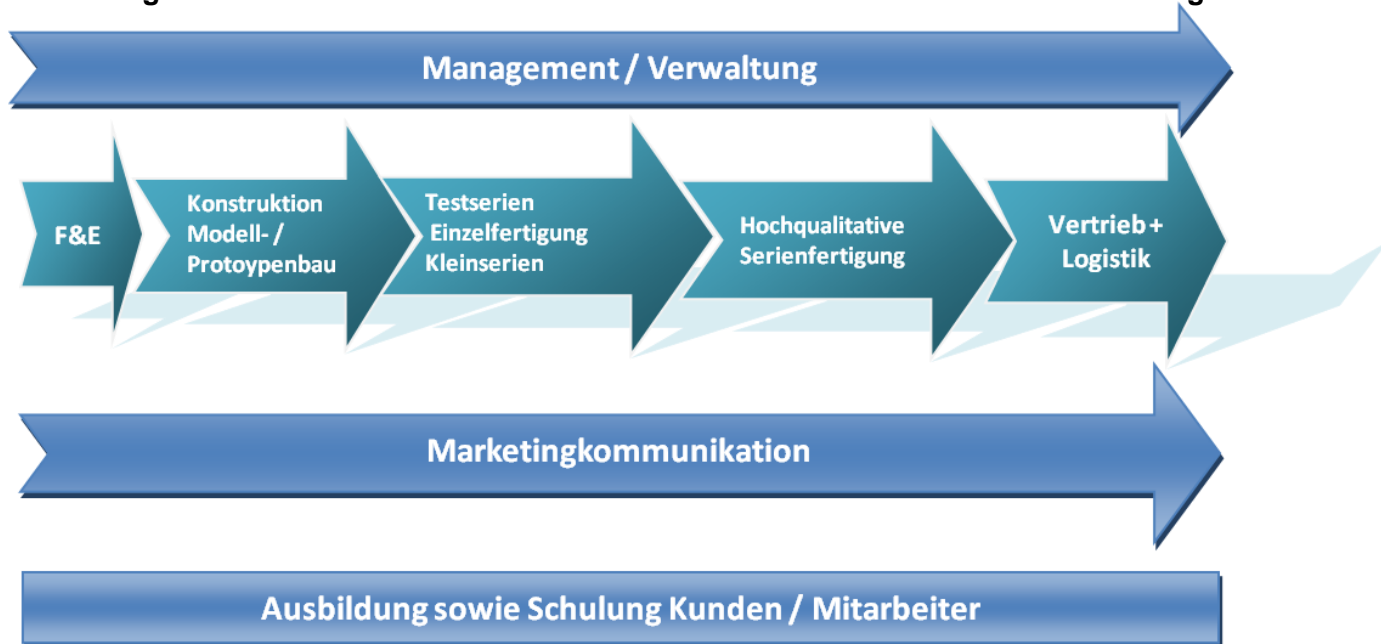 Management / Verwaltung
F&E
Konstruktion
Modell- /
Protoypenbau
Testserien
Einzelfertigung
Kleinserien
Hochqualitative
Serienfertigung
Vertrieb +
Logistik
Marketingkommunikation
Ausbildung sowie Schulung Kunden / Mitarbeiter